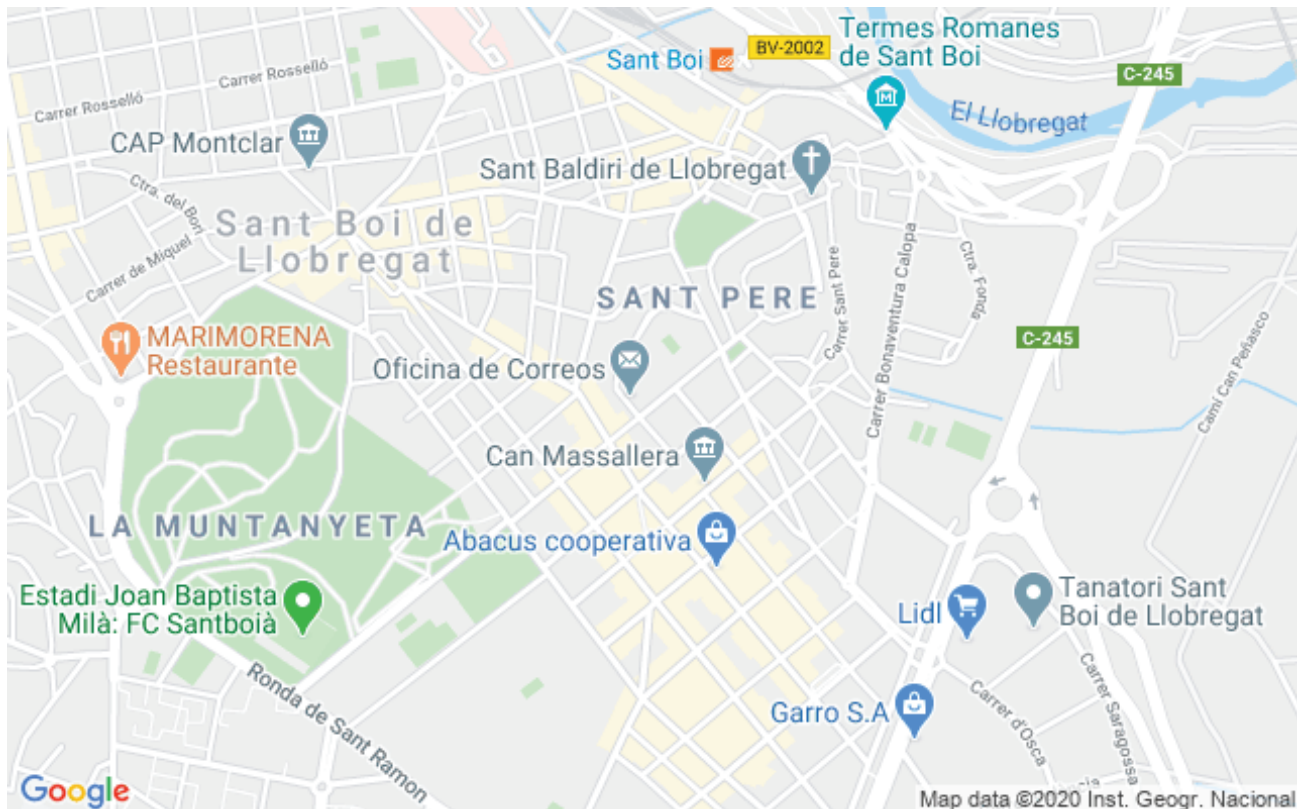 Termes Romanes
de Sant Boi
BV-2002
Sant Boi
C-245
El Llobregat
Carrer Rosselló
Carrer Rosselló
CAP Montclar
Sant Baldiri de Llobregat
Ctra. del Bori
Sant Boi de
Llobregat
Carrer de Miquel
SANT PERE
Carrer Sant Pere
Carrer Bonaventura Calopa
Ctra. Fonda
C-245
Camí Can Peñasco
MARIMORENA
Restaurante
Oficina de Correos
Can Massallera
LA MUNTANYETA
Abacus cooperativa
Estadi Joan Baptista
Milà: FC Santboià
Lidl
Tanatori Sant
Boi de Llobregat
Ronda de Sant Ramon
Garro S.A
Carrer d'Osca
Carrer Saragossa
Google
Map data ©2020 Inst. Geogr. Nacional